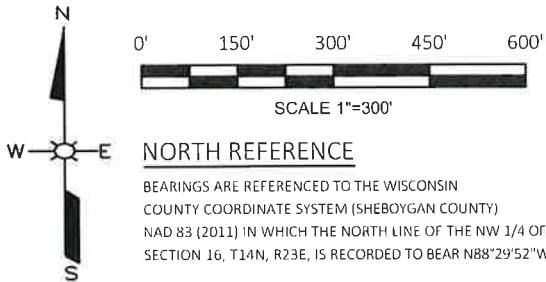 N
W E
S
0' 150' 300' 450' 600'
SCALE 1"=300'
NORTH REFERENCE
BEARINGS ARE REFERENCED TO THE WISCONSIN
COUNTY COORDINATE SYSTEM (SHEBOYGAN COUNTY)
NAD 83 (2011) IN WHICH THE NORTH LINE OF THE NW 1/4 OF
SECTION 16, T14N, R23E, IS RECORDED TO BEAR N88°29'52"W